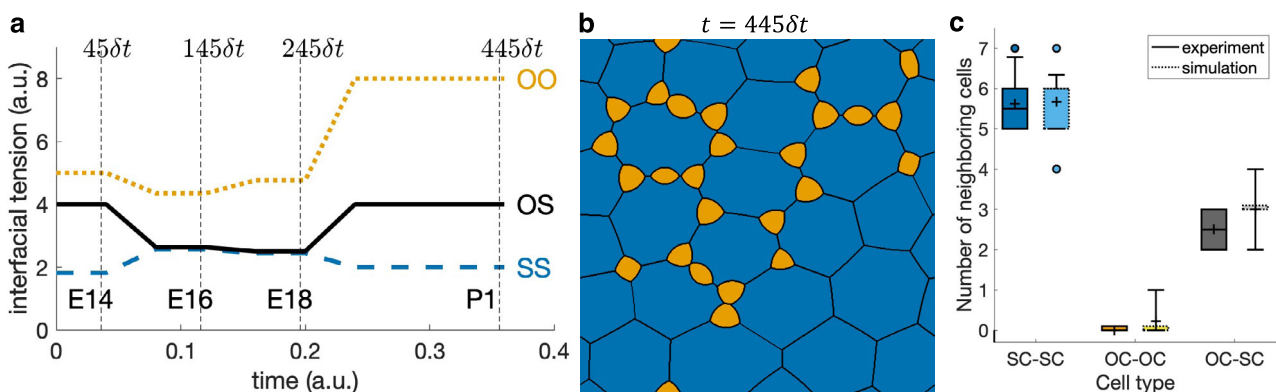 a
45δt
145δt
245δt
445δt
interfacial tension (a.u.)
8
6
4
2
0
OO
OS
SS
E14
E16
E18
P1
0
0.1
0.2
0.3
0.4
time (a.u.)
b
t = 445δt
c
Number of neighboring cells
7
6
5
4
3
2
1
0
experiment
simulation
SC-SC
OC-OC
OC-SC
Cell type